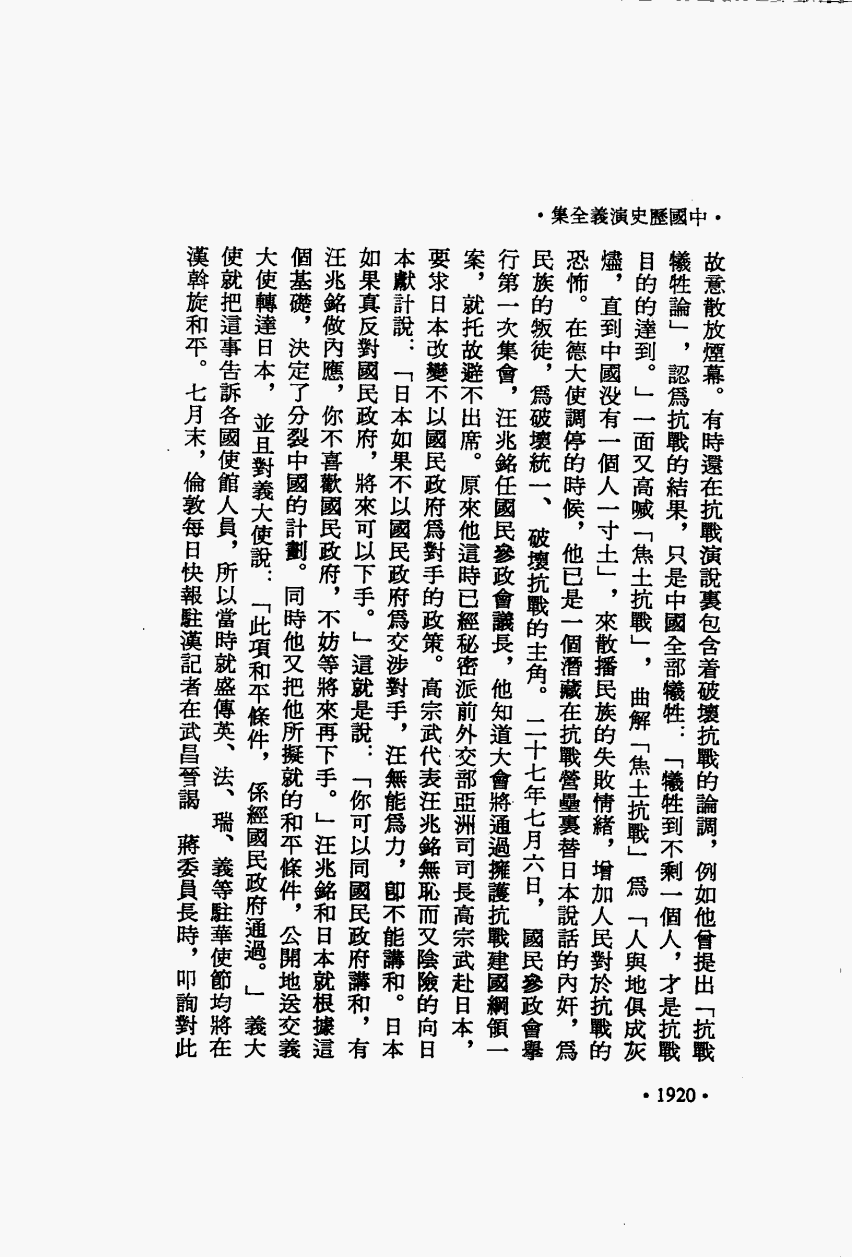 ·中國歷史演義全集·
故意散放煙幕。有時還在抗戰演說裏包含着破壞抗戰的論調，例如他曾提出「抗戰
犧牲論」，認爲抗戰的結果，只是中國全部犧牲：「犧牲到不剩一個人，才是抗戰
目的的達到。」一面又高喊「焦土抗戰」，曲解「焦土抗戰」爲「人與地俱成灰
燼，直到中國没有一個人一寸土」，來散播民族的失敗情緒，增加人民對於抗戰的
恐怖。在德大使調停的時候，他已是一個潛藏在抗戰營壘裏替日本說話的內奸，爲
民族的叛徒，爲破壞統一、破壞抗戰的主角。二十七年七月六日，國民參政會舉
行第一次集會，汪兆銘任國民參政會議長，他知道大會將通過擁護抗戰建國綱領一
案，就托故避不出席。原來他這時已經秘密派前外交部亞洲司司長高宗武赴日本，
要求日本改變不以國民政府爲對手的政策。高宗武代表汪兆銘無恥而又陰險的向日
本獻計說：「日本如果不以國民政府爲交涉對手，汪無能爲力，卽不能講和。日本
如果真反對國民政府，將來可以下手。」這就是說：「你可以同國民政府講和，有
汪兆銘做內應，你不喜歡國民政府，不妨等將來再下手。」汪兆銘和日本就根據這
個基礎，決定了分裂中國的計劃。同時他又把他所擬就的和平條件，公開地送交義
大使轉達日本，並且對義大使說：「此項和平條件，係經國民政府通過。」義大
使就把這事告訴各國使館人員，所以當時就盛傳英、法、瑞、義等駐華使節均將在
漢斡旋和平。七月末，倫敦每日快報駐漢記者在武昌晉謁　蔣委員長時，叩詢對此
·1920·